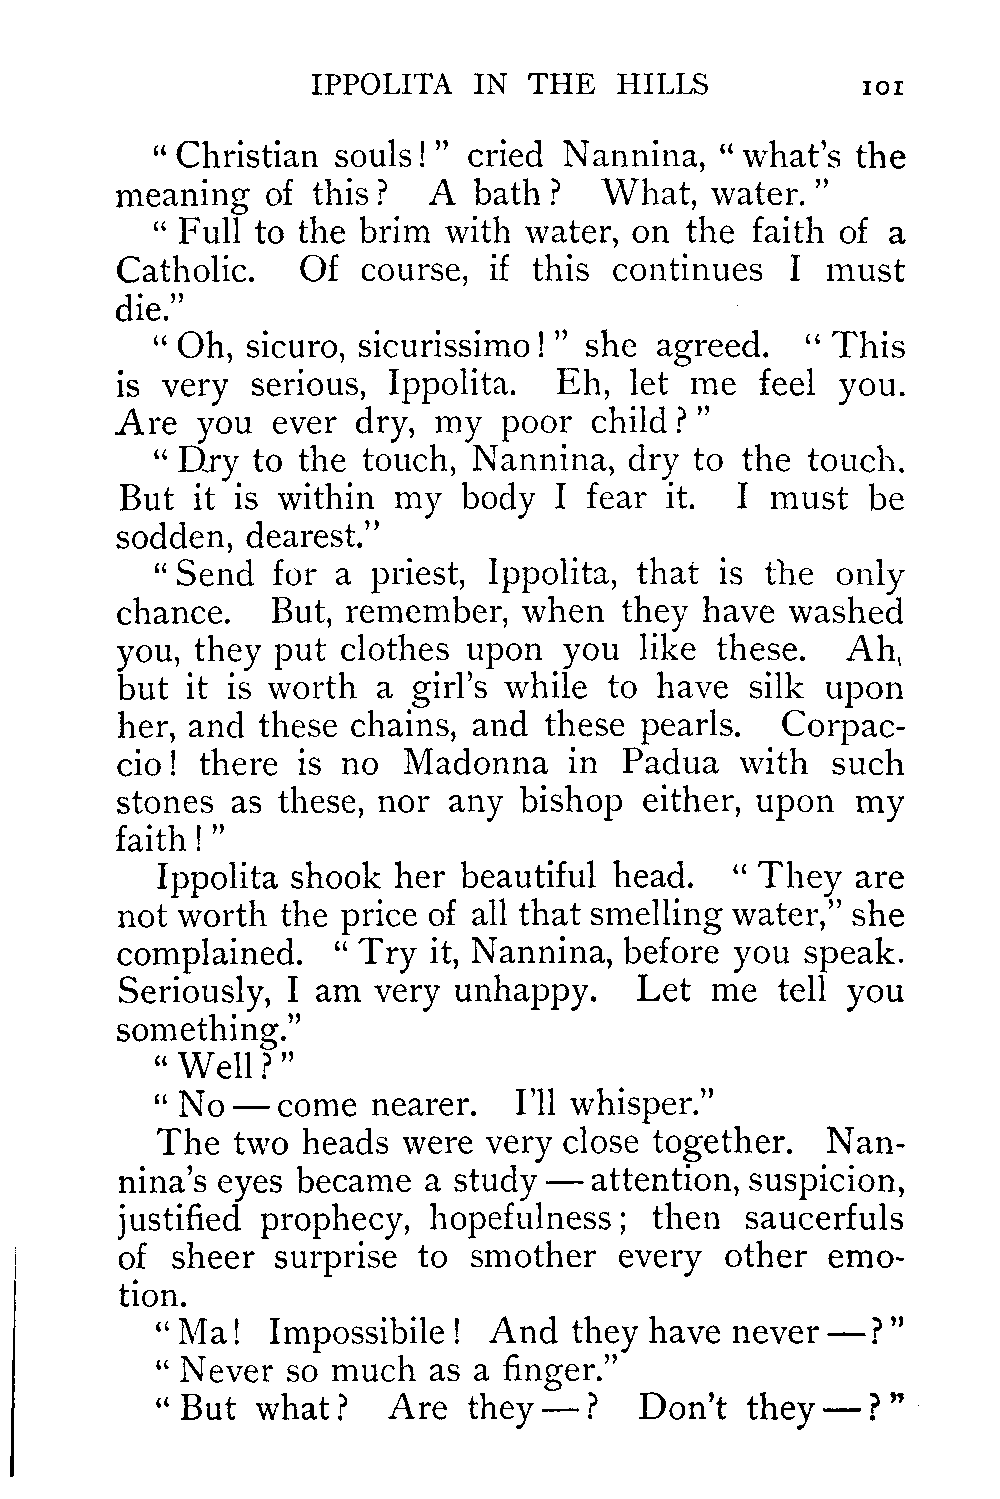 IPPOLITA IN THE HILLS 101
" Christian souls! " cried Nannina, " what's the
meaning of this? A bath? What, water. "
" Full to the brim with water, on the faith of a
Catholic. Of course, if this continues I must
die."
" Oh, sicuro, sicurissimo! " she agreed. " This
is very serious, Ippolita. Eh, let me feel you.
Are you ever dry, my poor child? "
" Dry to the touch, Nannina, dry to the touch.
But it is within my body I fear it. I must be
sodden, dearest."
" Send for a priest, Ippolita, that is the only
chance. But, remember, when they have washed
you, they put clothes upon you like these. Ah,
but it is worth a girl's while to have silk upon
her, and these chains, and these pearls. Corpac-
cio! there is no Madonna in Padua with such
stones as these, nor any bishop either, upon my
faith! "
Ippolita shook her beautiful head. " They are
not worth the price of all that smelling water," she
complained. " Try it, Nannina, before you speak.
Seriously, I am very unhappy. Let me tell you
something."
" Well? "
" No — come nearer. I'll whisper."
The two heads were very close together. Nan-
nina's eyes became a study — attention, suspicion,
justified prophecy, hopefulness; then saucerfuls
of sheer surprise to smother every other emo-
tion.
" Ma! Impossibile! And they have never —? "
" Never so much as a finger."
" But what? Are they —? Don't they —? "